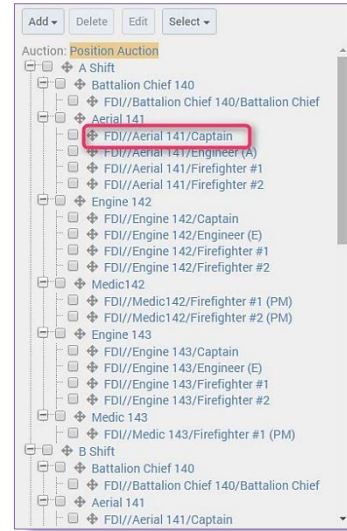 Add Delete Edit Select
Auction: Position Auction
A Shift
Battalion Chief 140
FDI//Battalion Chief 140/Battalion Chief
Aerial 141
FDI//Aerial 141/Captain
FDI//Aerial 141/Engineer (A)
FDI//Aerial 141/Firefighter #1
FDI//Aerial 141/Firefighter #2
Engine 142
FDI//Engine 142/Captain
FDI//Engine 142/Engineer (E)
FDI//Engine 142/Firefighter #1
FDI//Engine 142/Firefighter #2
Medic142
FDI//Medic142/Firefighter #1 (PM)
FDI//Medic142/Firefighter #2 (PM)
Engine 143
FDI//Engine 143/Captain
FDI//Engine 143/Engineer (E)
FDI//Engine 143/Firefighter #1
FDI//Engine 143/Firefighter #2
Medic 143
FDI//Medic 143/Firefighter #1 (PM)
B Shift
Battalion Chief 140
FDI//Battalion Chief 140/Battalion Chief
Aerial 141
FDI//Aerial 141/Captain